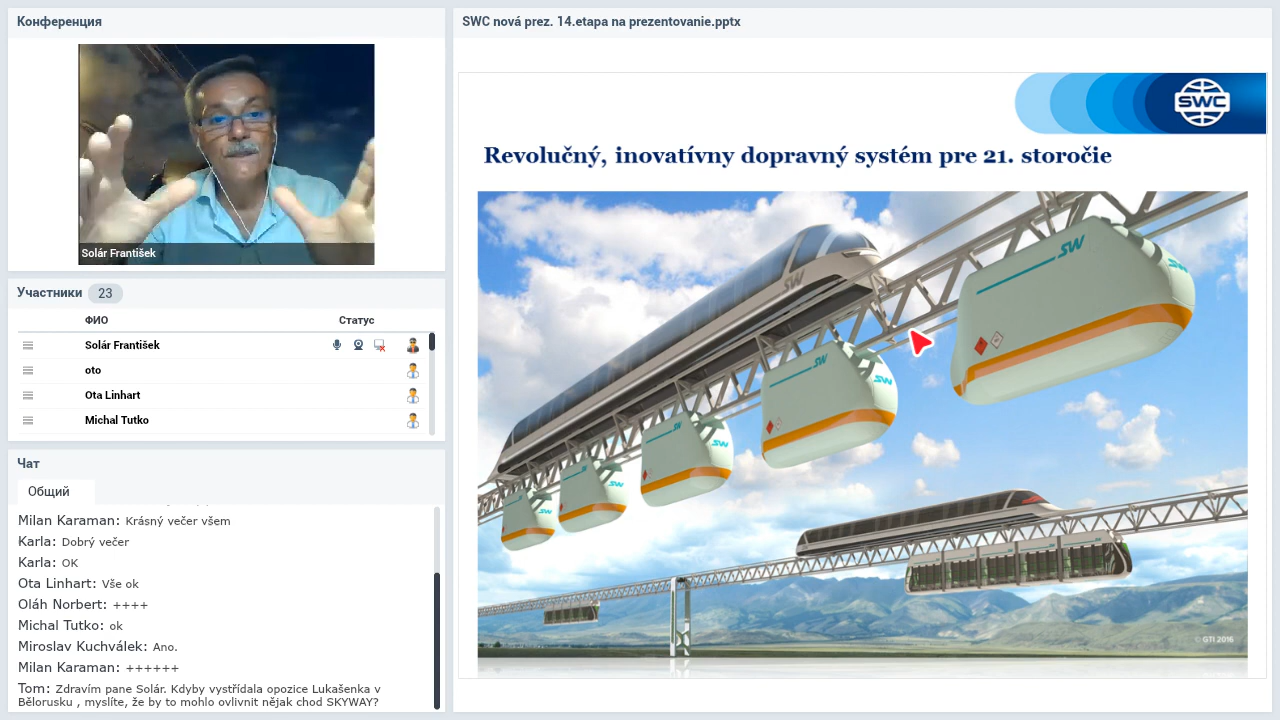 Конференция
Solár František
Участники 23
ФИО Статус
Solár František
oto
Ota Linhart
Michal Tutko
Чат
Общий
Milan Karaman: Krásný večer všem
Karla: Dobrý večer
Karla: OK
Ota Linhart: Vše ok
Oláh Norbert: ++++
Michal Tutko: ok
Miroslav Kuchválek: Ano.
Milan Karaman: ++++++
Tom: Zdravím pane Solár. Kdyby vystřídala opozice Lukašenka v
Bělorusku , myslíte, že by to mohlo ovlivnit nějak chod SKYWAY?
SWC nová prez. 14.etapa na prezentovanie.pptx
SWC
Revolučný, inovatívny dopravný systém pre 21. storočie
SW
SW
SW
SW
SW
SW
SW
SW
SW
© GTI 2016